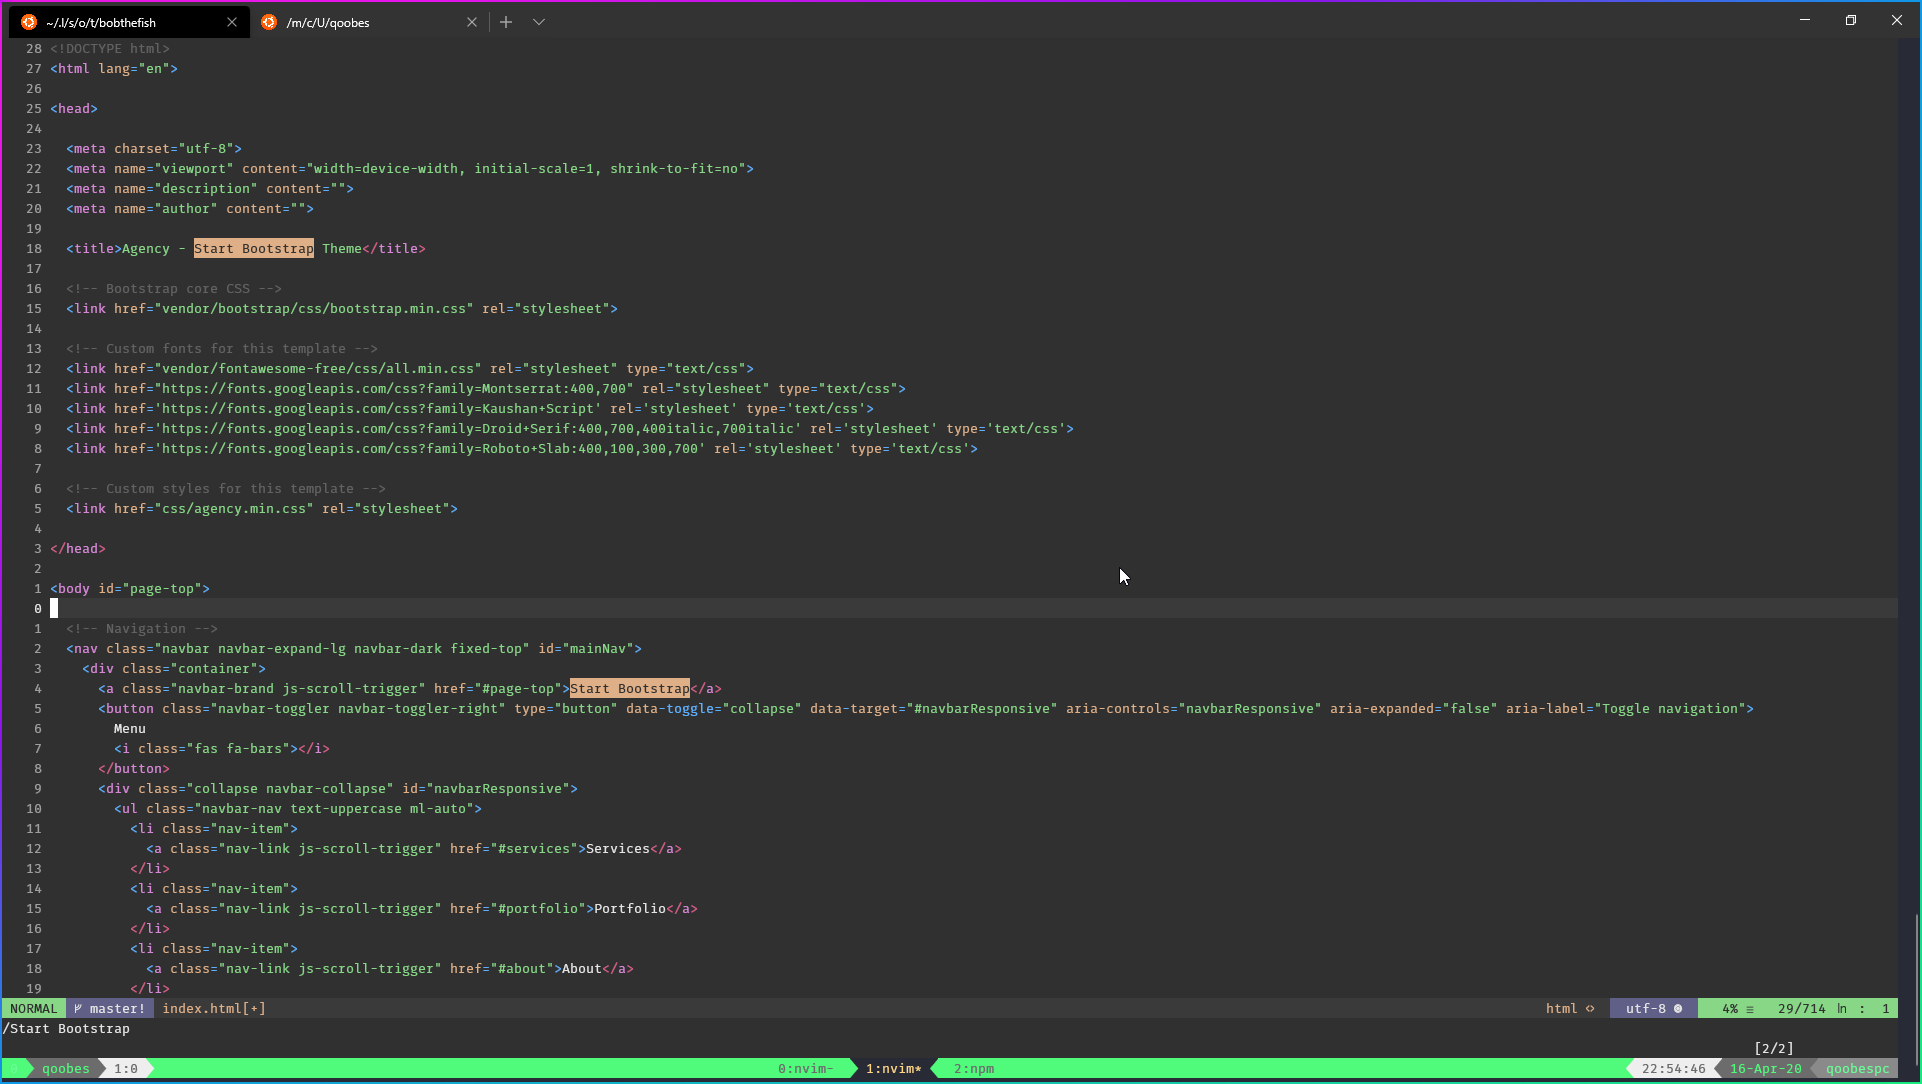 ~/.l/s/o/t/bobthefish /m/c/U/qoobes
28 <!DOCTYPE html>
27 <html lang="en">
26
25 <head>
24
23 <meta charset="utf-8">
22 <meta name="viewport" content="width=device-width, initial-scale=1, shrink-to-fit=no">
21 <meta name="description" content="">
20 <meta name="author" content="">
19
18 <title>Agency - Start Bootstrap Theme</title>
17
16 <!-- Bootstrap core CSS -->
15 <link href="vendor/bootstrap/css/bootstrap.min.css" rel="stylesheet">
14
13 <!-- Custom fonts for this template -->
12 <link href="vendor/fontawesome-free/css/all.min.css" rel="stylesheet" type="text/css">
11 <link href="https://fonts.googleapis.com/css?family=Montserrat:400,700" rel="stylesheet" type="text/css">
10 <link href='https://fonts.googleapis.com/css?family=Kaushan+Script' rel='stylesheet' type='text/css'>
9 <link href='https://fonts.googleapis.com/css?family=Droid+Serif:400,700,400italic,700italic' rel='stylesheet' type='text/css'>
8 <link href='https://fonts.googleapis.com/css?family=Roboto+Slab:400,100,300,700' rel='stylesheet' type='text/css'>
7
6 <!-- Custom styles for this template -->
5 <link href="css/agency.min.css" rel="stylesheet">
4
3 </head>
2
1 <body id="page-top">
0
1 <!-- Navigation -->
2 <nav class="navbar navbar-expand-lg navbar-dark fixed-top" id="mainNav">
3 <div class="container">
4 <a class="navbar-brand js-scroll-trigger" href="#page-top">Start Bootstrap</a>
5 <button class="navbar-toggler navbar-toggler-right" type="button" data-toggle="collapse" data-target="#navbarResponsive" aria-controls="navbarResponsive" aria-expanded="false" aria-label="Toggle navigation">
6 Menu
7 <i class="fas fa-bars"></i>
8 </button>
9 <div class="collapse navbar-collapse" id="navbarResponsive">
10 <ul class="navbar-nav text-uppercase ml-auto">
11 <li class="nav-item">
12 <a class="nav-link js-scroll-trigger" href="#services">Services</a>
13 </li>
14 <li class="nav-item">
15 <a class="nav-link js-scroll-trigger" href="#portfolio">Portfolio</a>
16 </li>
17 <li class="nav-item">
18 <a class="nav-link js-scroll-trigger" href="#about">About</a>
19 </li>
NORMAL master! index.html[+] html <> utf-8 4% ≡ 29/714 ln : 1
/Start Bootstrap
[2/2]
0 qoobes 1:0 0:nvim- 1:nvim* 2:npm 22:54:46 16-Apr-20 qoobespc